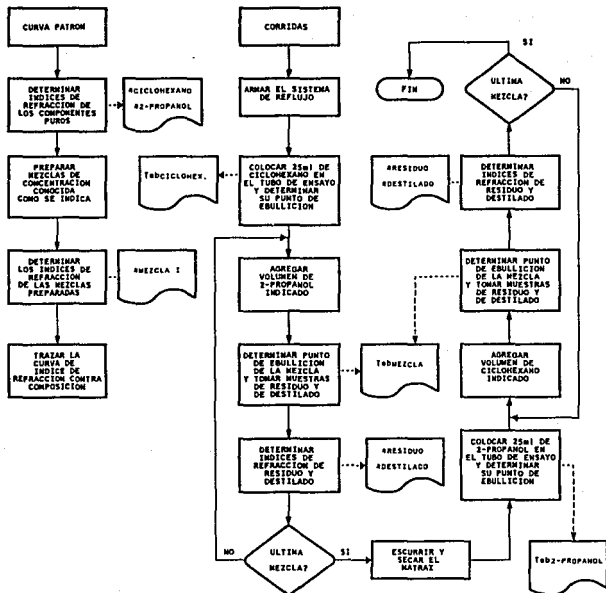 CURVA PATRON
DETERMINAR
INDICES DE
REFRACCION DE
LOS COMPONENTES
PUROS
#CICLOHEXANO
#2-PROPANOL
PREPARAR
MEZCLAS DE
CONCENTRACION
CONOCIDA
COMO SE INDICA
DETERMINAR
LOS INDICES DE
REFRACCION
DE LAS MEZCLAS
PREPARADAS
#MEZCLA I
TRAZAR LA
CURVA DE
INDICE DE
REFRACCION CONTRA
COMPOSICION
CORRIDAS
ARMAR EL SISTEMA
DE REFLUJO
COLOCAR 25ml DE
CICLOHEXANO EN
EL TUBO DE ENSAYO
Y DETERMINAR
SU PUNTO DE
EBULLICION
TebCICLOHEX.
AGREGAR
VOLUMEN DE
2-PROPANOL
INDICADO
DETERMINAR PUNTO
DE EBULLICION
DE LA MEZCLA
Y TOMAR MUESTRAS
DE RESIDUO Y
DE DESTILADO
TebMEZCLA
DETERMINAR
INDICES DE
REFRACCION DE
RESIDUO Y
DESTILADO
#RESIDUO
#DESTILADO
ULTIMA
MEZCLA?
NO
SI
ESCURRIR Y
SECAR EL
MATRAZ
COLOCAR 25ml DE
2-PROPANOL EN
EL TUBO DE ENSAYO
Y DETERMINAR
SU PUNTO DE
EBULLICION
Teb2-PROPANOL
AGREGAR
VOLUMEN DE
CICLOHEXANO
INDICADO
DETERMINAR PUNTO
DE EBULLICION
DE LA MEZCLA
Y TOMAR MUESTRAS
DE RESIDUO Y
DE DESTILADO
DETERMINAR
INDICES DE
REFRACCION DE
RESIDUO Y
DESTILADO
#RESIDUO
#DESTILADO
ULTIMA
MEZCLA?
NO
SI
FIN